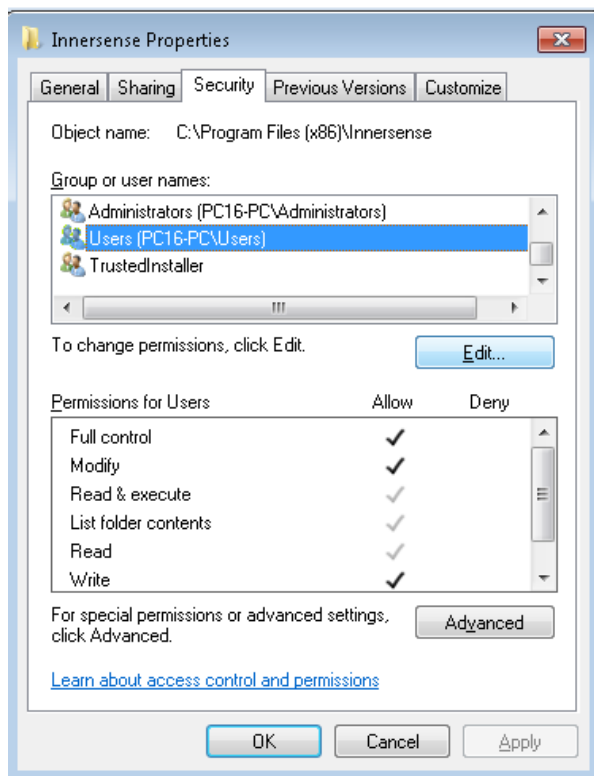 Innersense Properties
General Sharing Security Previous Versions Customize
Object name: C:\Program Files (x86)\Innersense
Group or user names:
Administrators (PC16-PC\Administrators)
Users (PC16-PC\Users)
TrustedInstaller
To change permissions, click Edit.
Edit...
Permissions for Users Allow Deny
Full control
Modify
Read & execute
List folder contents
Read
Write
For special permissions or advanced settings,
click Advanced.
Advanced
Learn about access control and permissions
OK Cancel Apply